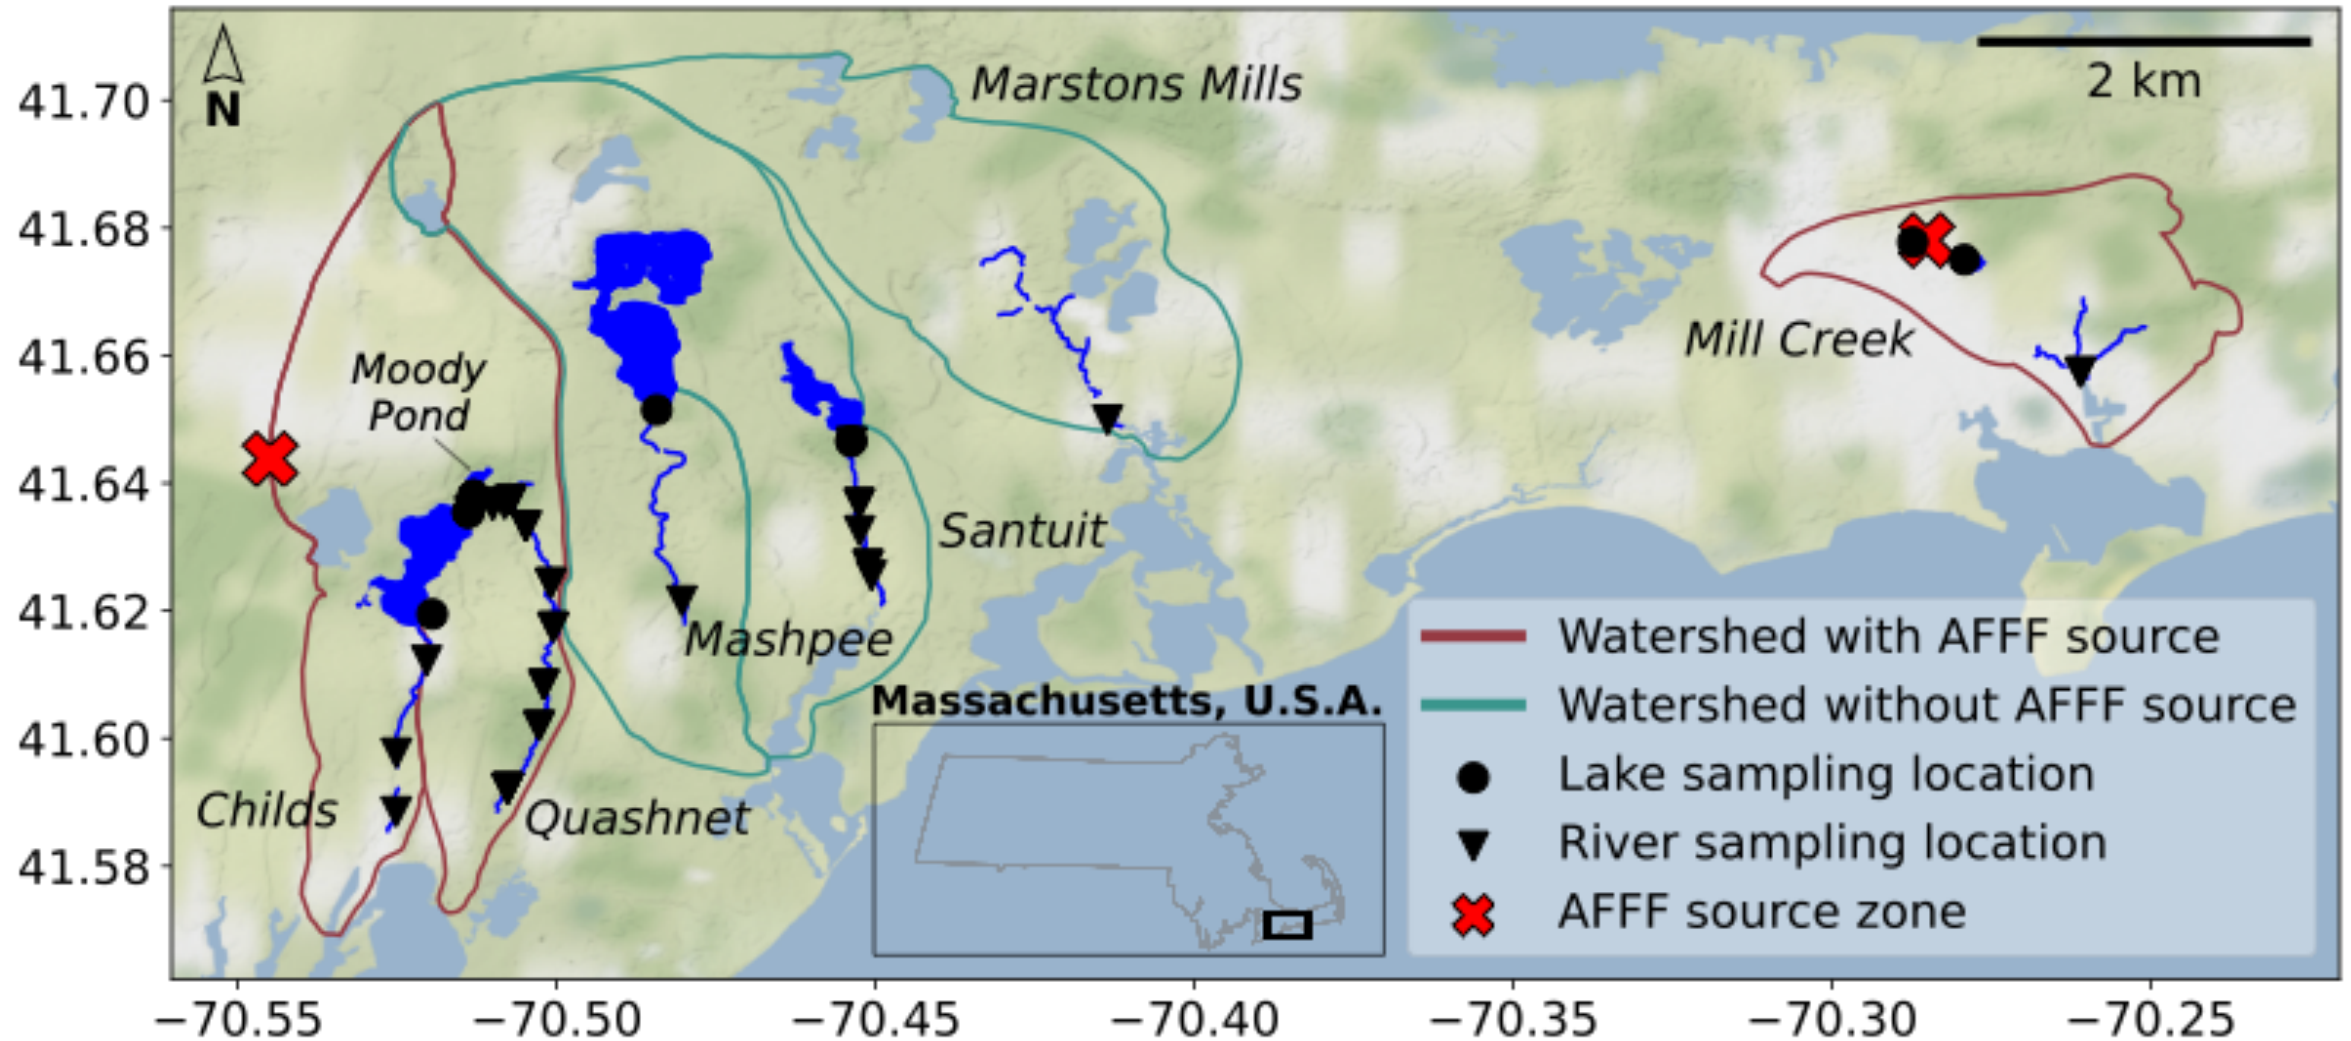 N
41.70
41.68
41.66
41.64
41.62
41.60
41.58
Marstons Mills
2 km
Mill Creek
Moody
Pond
Santuit
Mashpee
Childs
Quashnet
Massachusetts, U.S.A.
Watershed with AFFF source
Watershed without AFFF source
Lake sampling location
River sampling location
AFFF source zone
−70.55
−70.50
−70.45
−70.40
−70.35
−70.30
−70.25